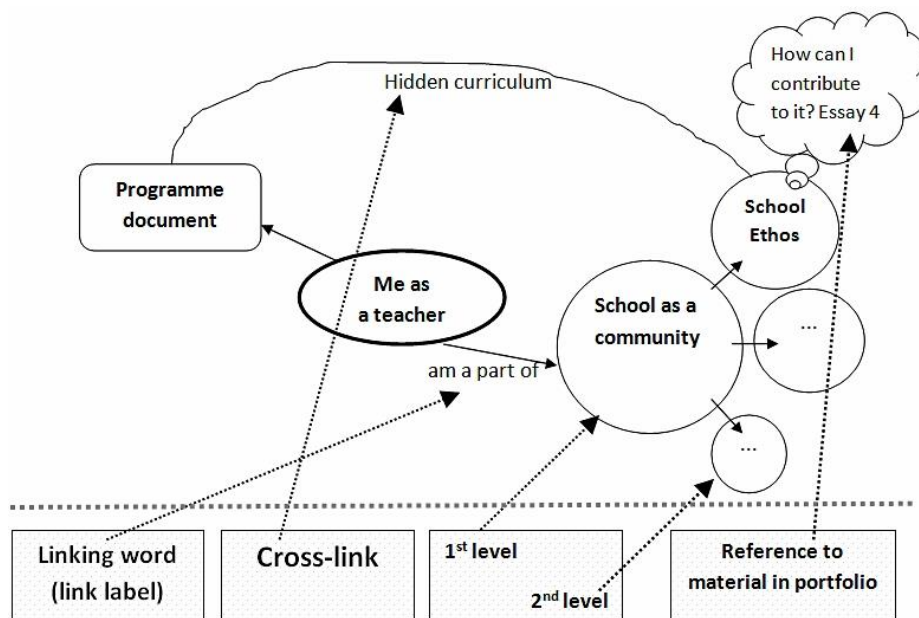 How can I
contribute
to it? Essay 4
Hidden curriculum
Programme
document
School
Ethos
Me as
a teacher
School as a
community
...
am a part of
...
Linking word
(link label)
Cross-link
1st level
2nd level
Reference to
material in portfolio